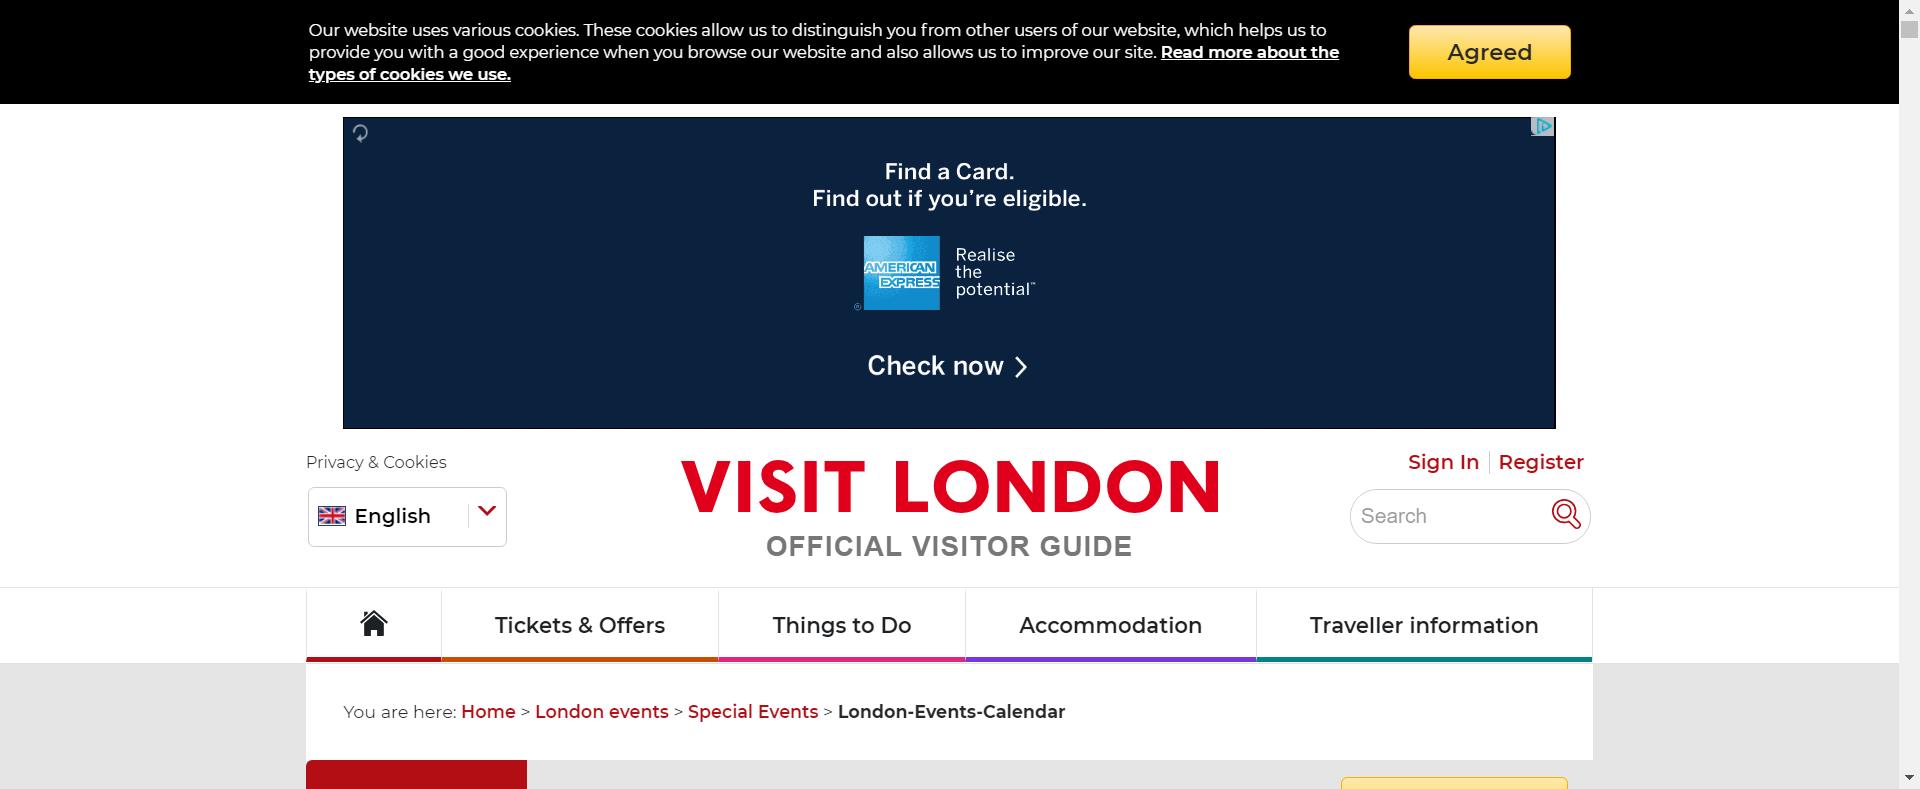 Our website uses various cookies. These cookies allow us to distinguish you from other users of our website, which helps us to
provide you with a good experience when you browse our website and also allows us to improve our site. Read more about the
types of cookies we use.
Agreed
Find a Card.
Find out if you're eligible.
AMERICAN
EXPRESS
®
Realise
the
potential™
Check now
Privacy & Cookies
English
VISIT LONDON
OFFICIAL VISITOR GUIDE
Sign In
Register
Search
Tickets & Offers
Things to Do
Accommodation
Traveller information
You are here: Home > London events > Special Events > London-Events-Calendar